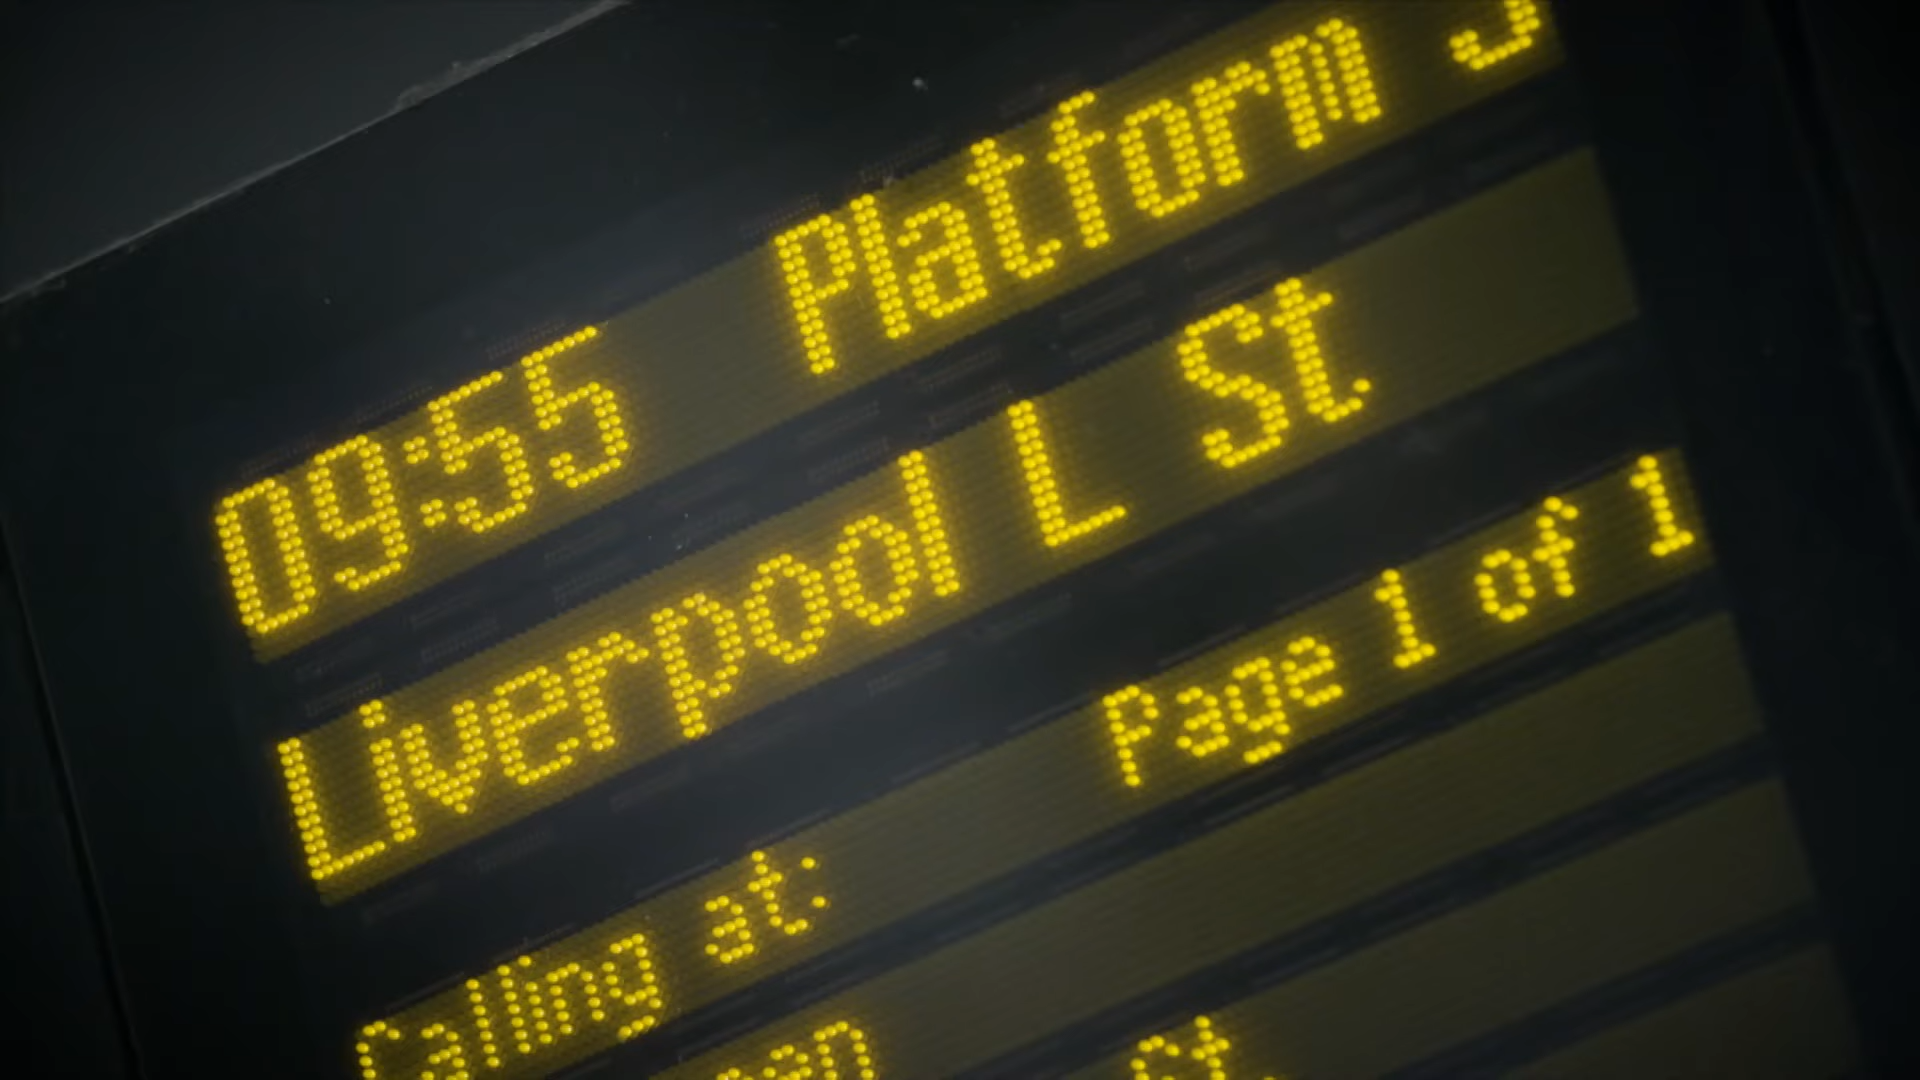 09:55 Platform
Liverpool L St
Page 1 of 1
Calling at: